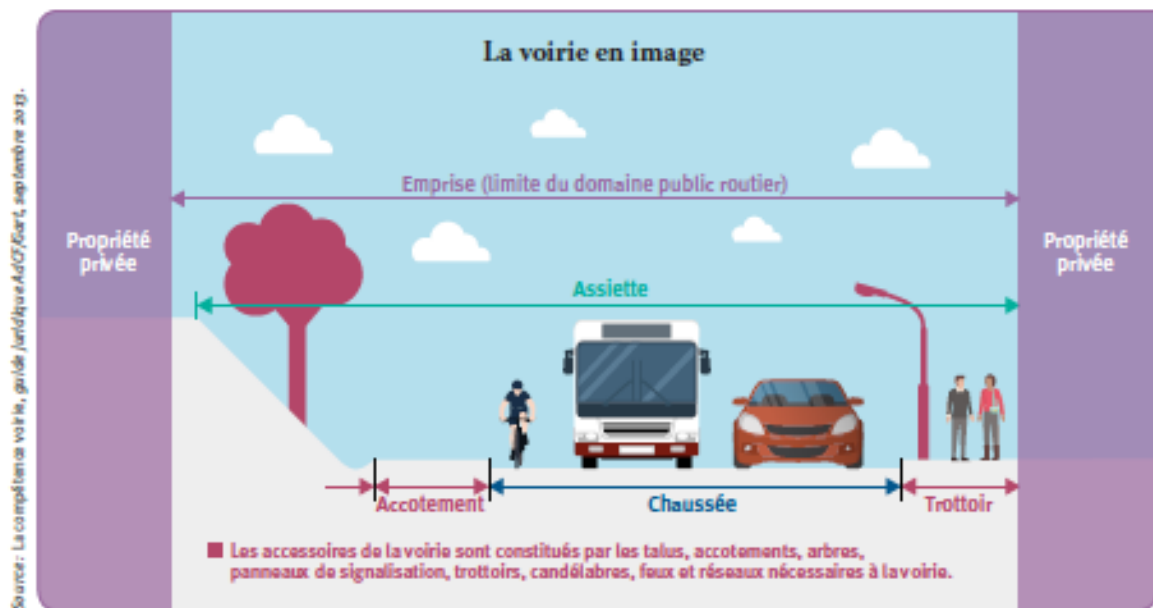 La voirie en image
Emprise (limite du domaine public routier)
Propriété
privée
Propriété
privée
Assiette
Accotement
Chaussée
Trottoir
Les accessoires de la voirie sont constitués par les talus, accotements, arbres,
panneaux de signalisation, trottoirs, candélabres, feux et réseaux nécessaires à la voirie.
Source : La compétence voirie, guide juridique AdCF/Gart, septembre 2013.